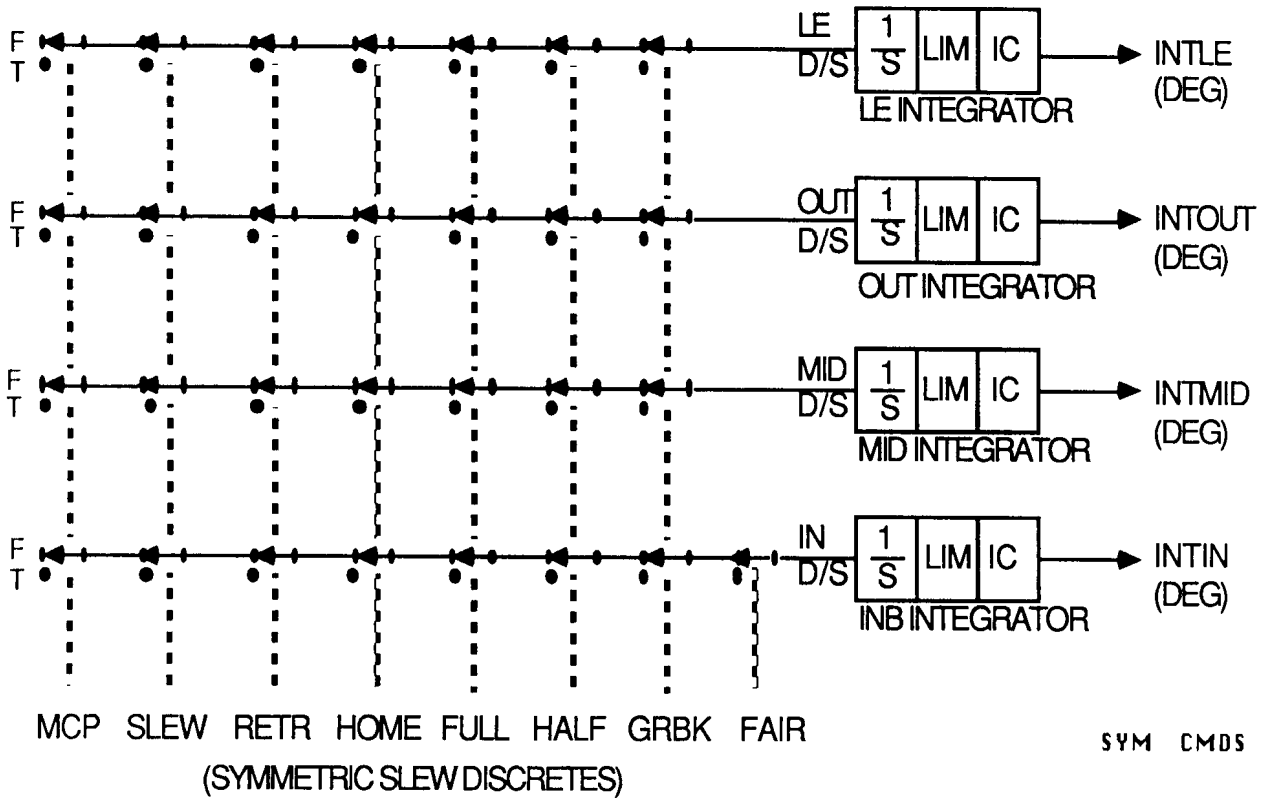 F
T
LE
D/S
1
S
LIM
IC
LE INTEGRATOR
INTLE
(DEG)
F
T
OUT
D/S
1
S
LIM
IC
OUT INTEGRATOR
INTOUT
(DEG)
F
T
MID
D/S
1
S
LIM
IC
MID INTEGRATOR
INTMID
(DEG)
F
T
IN
D/S
1
S
LIM
IC
INB INTEGRATOR
INTIN
(DEG)
MCP SLEW RETR HOME FULL HALF GRBK FAIR
(SYMMETRIC SLEW DISCRETES)
SYM CMDS